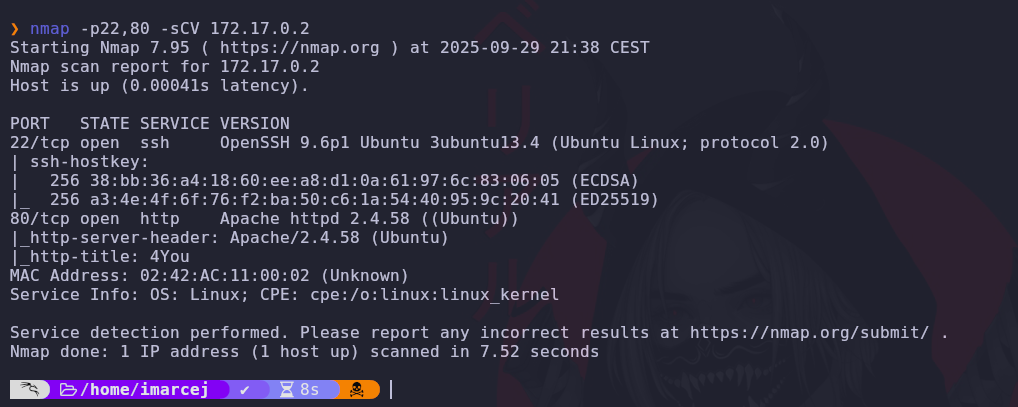 ❯ nmap -p22,80 -sCV 172.17.0.2
Starting Nmap 7.95 ( https://nmap.org ) at 2025-09-29 21:38 CEST
Nmap scan report for 172.17.0.2
Host is up (0.00041s latency).
PORT   STATE SERVICE VERSION
22/tcp open  ssh     OpenSSH 9.6p1 Ubuntu 3ubuntu13.4 (Ubuntu Linux; protocol 2.0)
| ssh-hostkey:
|   256 38:bb:36:a4:18:60:ee:a8:d1:0a:61:97:6c:83:06:05 (ECDSA)
|_  256 a3:4e:4f:6f:76:f2:ba:50:c6:1a:54:40:95:9c:20:41 (ED25519)
80/tcp open  http    Apache httpd 2.4.58 ((Ubuntu))
|_http-server-header: Apache/2.4.58 (Ubuntu)
|_http-title: 4You
MAC Address: 02:42:AC:11:00:02 (Unknown)
Service Info: OS: Linux; CPE: cpe:/o:linux:linux_kernel
Service detection performed. Please report any incorrect results at https://nmap.org/submit/ .
Nmap done: 1 IP address (1 host up) scanned in 7.52 seconds
/home/imarcej ✔ 8s